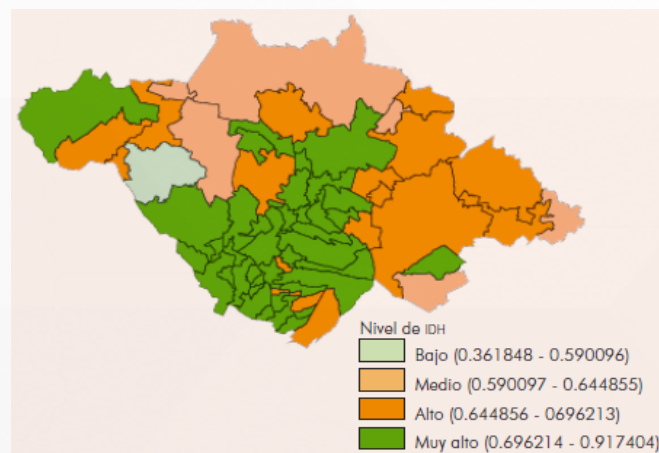 Nivel de IDH
Bajo (0.361848 - 0.590096)
Medio (0.590097 - 0.644855)
Alto (0.644856 - 0696213)
Muy alto (0.696214 - 0.917404)